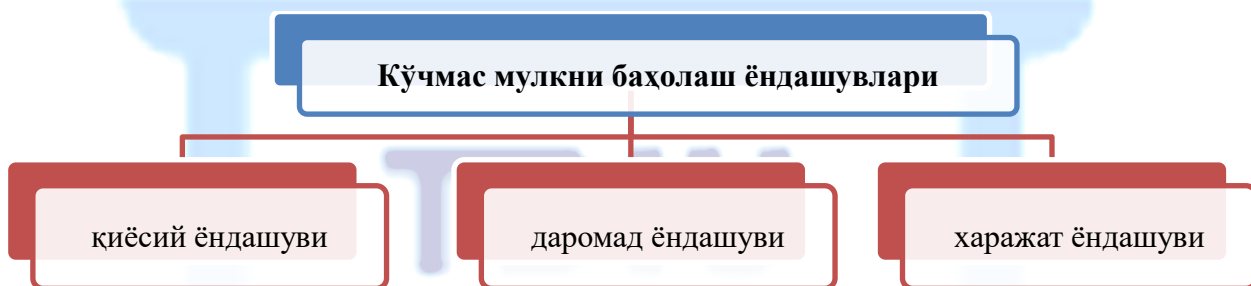 Кўчмас мулкни баҳолаш ёндашувлари
қиёсий ёндашуви
даромад ёндашуви
харажат ёндашуви